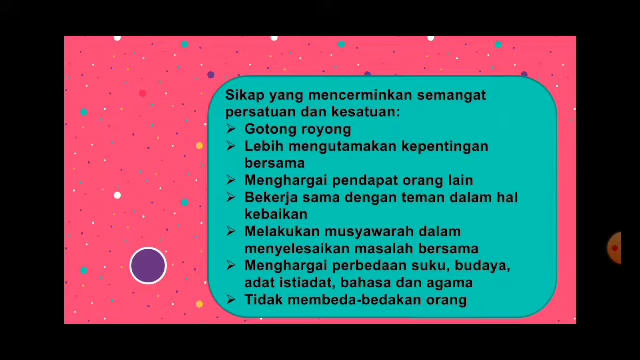 Sikap yang mencerminkan semangat
persatuan dan kesatuan:
➢ Gotong royong
➢ Lebih mengutamakan kepentingan
bersama
➢ Menghargai pendapat orang lain
➢ Bekerja sama dengan teman dalam hal
kebaikan
➢ Melakukan musyawarah dalam
menyelesaikan masalah bersama
➢ Menghargai perbedaan suku, budaya,
adat istiadat, bahasa dan agama
➢ Tidak membeda-bedakan orang